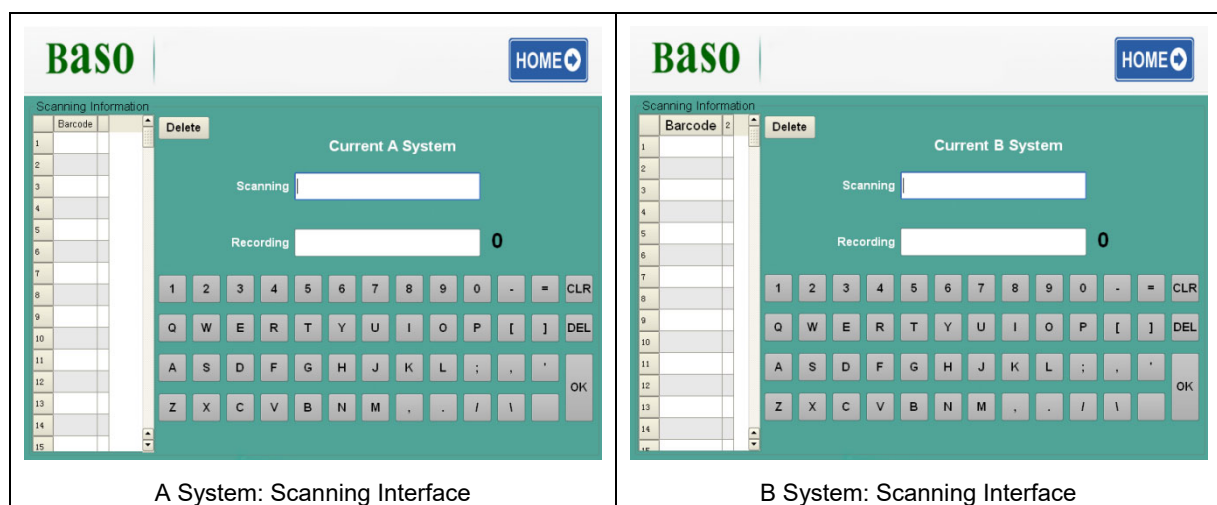 Baso
HOME
Scanning Information
Barcode
Delete
Current A System
Scanning
Recording
0
1
2
3
4
5
6
7
8
9
10
11
12
13
14
15
1 2 3 4 5 6 7 8 9 0 - = CLR
Q W E R T Y U I O P [ ] DEL
A S D F G H J K L ; , ' OK
Z X C V B N M , . / \
A System: Scanning Interface
Baso
HOME
Scanning Information
Barcode 2
Delete
Current B System
Scanning
Recording
0
1
2
3
4
5
6
7
8
9
10
11
12
13
14
15
1 2 3 4 5 6 7 8 9 0 - = CLR
Q W E R T Y U I O P [ ] DEL
A S D F G H J K L ; , ' OK
Z X C V B N M , . / \
B System: Scanning Interface